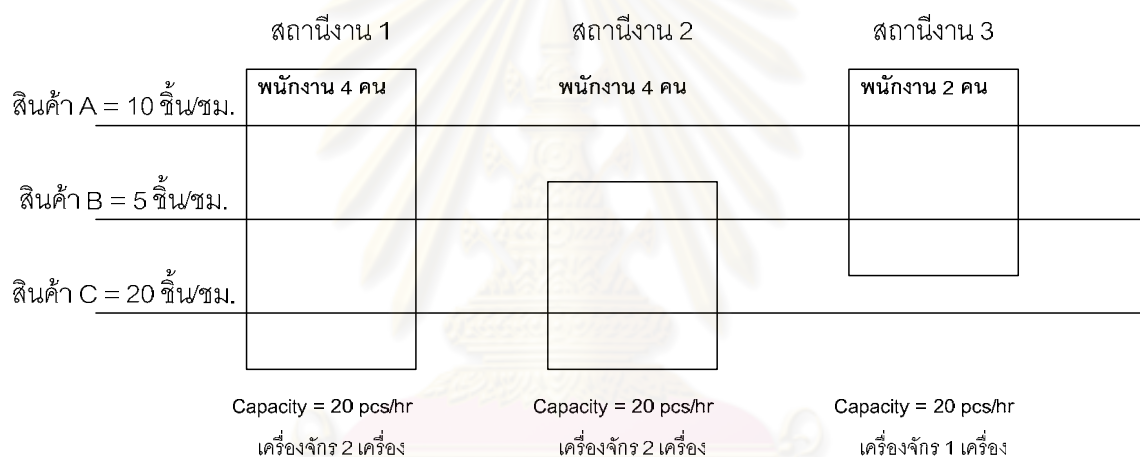 สถานีงาน 1 สถานีงาน 2 สถานีงาน 3
พนักงาน 4 คน พนักงาน 4 คน พนักงาน 2 คน
สินค้า A = 10 ชิ้น/ชม.
สินค้า B = 5 ชิ้น/ชม.
สินค้า C = 20 ชิ้น/ชม.
Capacity = 20 pcs/hr Capacity = 20 pcs/hr Capacity = 20 pcs/hr
เครื่องจักร 2 เครื่อง เครื่องจักร 2 เครื่อง เครื่องจักร 1 เครื่อง